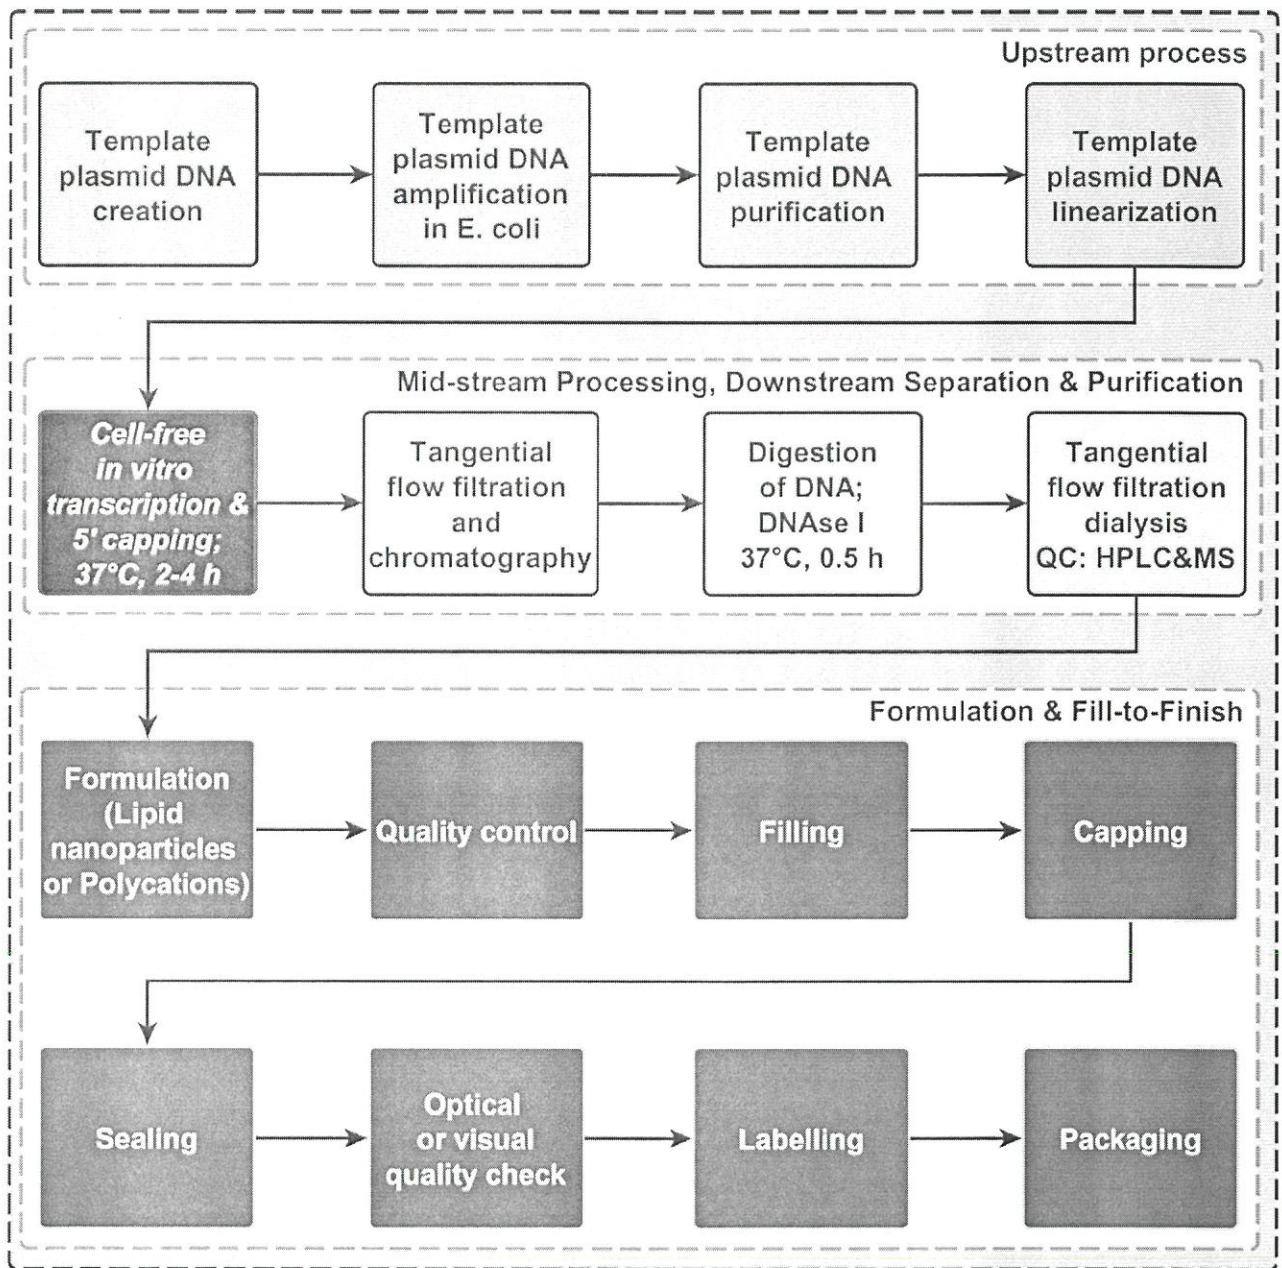 Upstream process
Template
plasmid DNA
creation
Template
plasmid DNA
amplification
in E. coli
Template
plasmid DNA
purification
Template
plasmid DNA
linearization
Mid-stream Processing, Downstream Separation & Purification
Cell-free
in vitro
transcription &
5' capping;
37°C, 2-4 h
Tangential
flow filtration
and
chromatography
Digestion
of DNA;
DNAse I
37°C, 0.5 h
Tangential
flow filtration
dialysis
QC: HPLC&MS
Formulation & Fill-to-Finish
Formulation
(Lipid
nanoparticles
or Polycations)
Quality control
Filling
Capping
Sealing
Optical
or visual
quality check
Labelling
Packaging